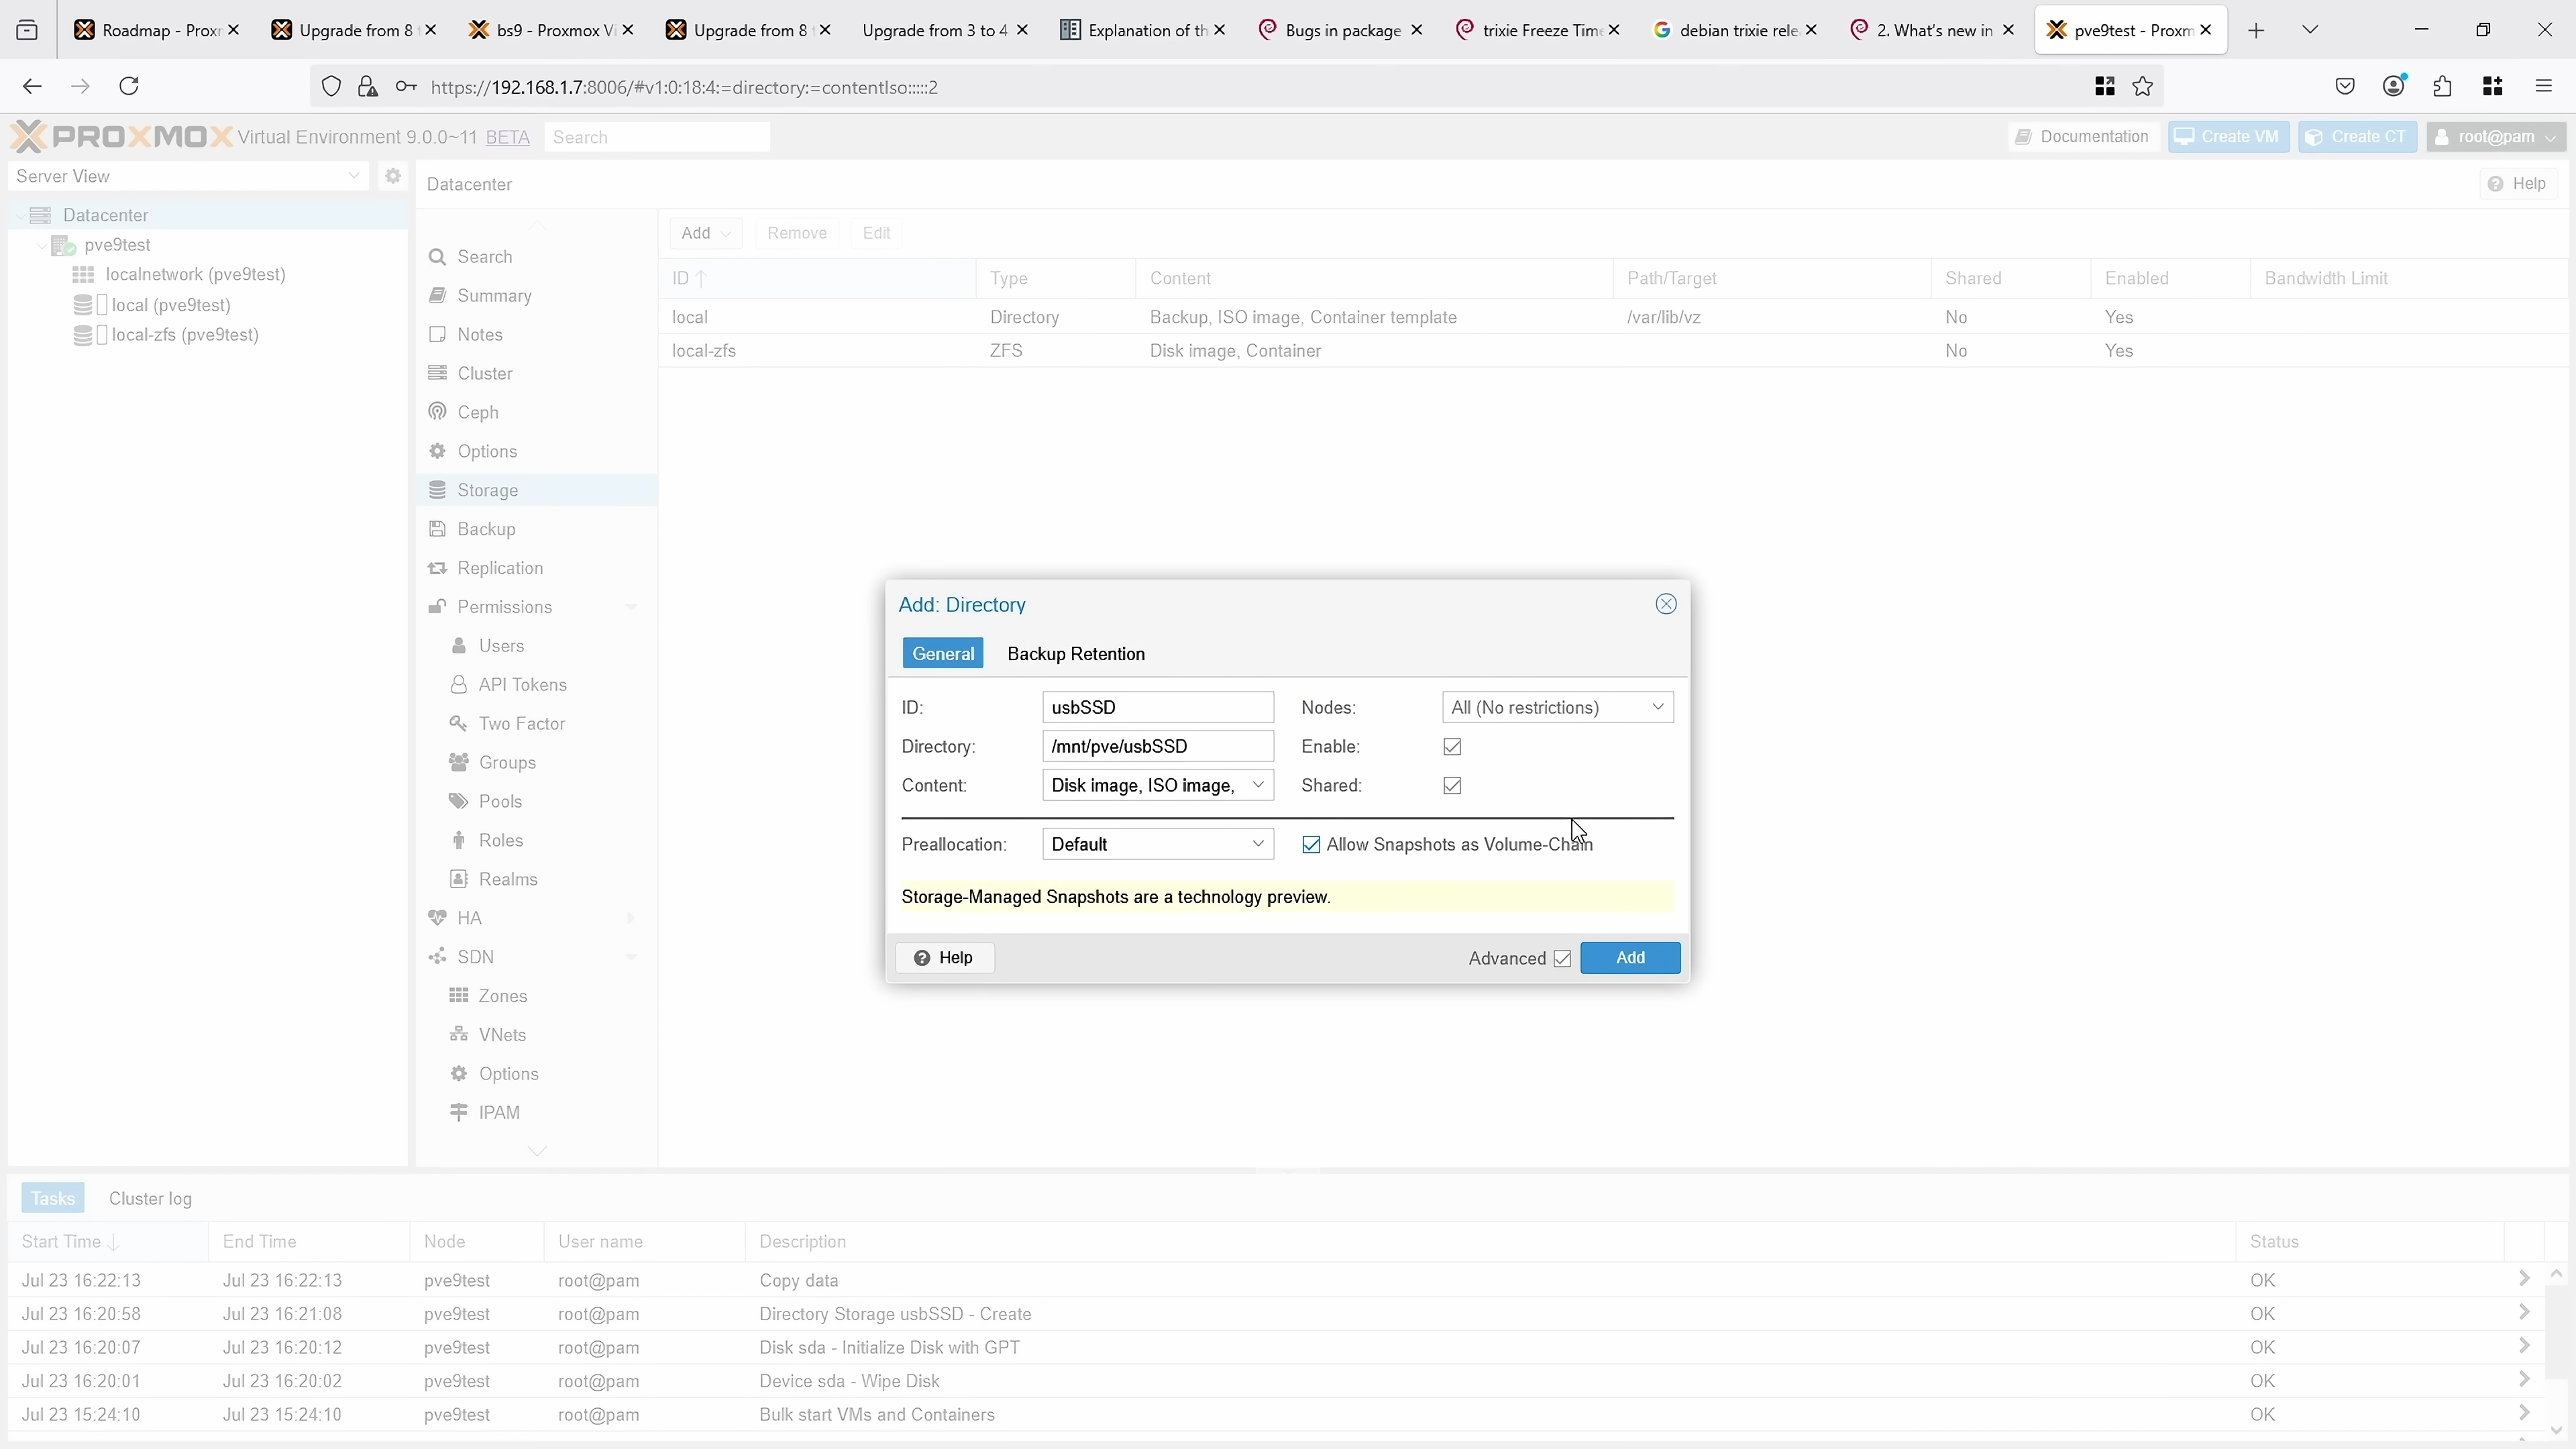 Roadmap - Proxr
Upgrade from 8 t
bs9 - Proxmox Vi
Upgrade from 8 t
Upgrade from 3 to 4
Explanation of th
Bugs in package
trixie Freeze Time
debian trixie rele
2. What's new in
pve9test - Proxm
https://192.168.1.7:8006/#v1:0:18:4:=directory:=contentIso:::::2
PROXMOX Virtual Environment 9.0.0~11 BETA Search
Documentation Create VM Create CT root@pam
Server View
Datacenter
pve9test
localnetwork (pve9test)
local (pve9test)
local-zfs (pve9test)
Datacenter
Help
Search
Summary
Notes
Cluster
Ceph
Options
Storage
Backup
Replication
Permissions
Users
API Tokens
Two Factor
Groups
Pools
Roles
Realms
HA
SDN
Zones
VNets
Options
IPAM
Add Remove Edit
ID Type Content Path/Target Shared Enabled Bandwidth Limit
local Directory Backup, ISO image, Container template /var/lib/vz No Yes
local-zfs ZFS Disk image, Container No Yes
Add: Directory
General Backup Retention
ID: usbSSD Nodes: All (No restrictions)
Directory: /mnt/pve/usbSSD Enable:
Content: Disk image, ISO image, Shared:
Preallocation: Default Allow Snapshots as Volume-Chain
Storage-Managed Snapshots are a technology preview.
Help Advanced Add
Tasks Cluster log
Start Time End Time Node User name Description Status
Jul 23 16:22:13 Jul 23 16:22:13 pve9test root@pam Copy data OK
Jul 23 16:20:58 Jul 23 16:21:08 pve9test root@pam Directory Storage usbSSD - Create OK
Jul 23 16:20:07 Jul 23 16:20:12 pve9test root@pam Disk sda - Initialize Disk with GPT OK
Jul 23 16:20:01 Jul 23 16:20:02 pve9test root@pam Device sda - Wipe Disk OK
Jul 23 15:24:10 Jul 23 15:24:10 pve9test root@pam Bulk start VMs and Containers OK